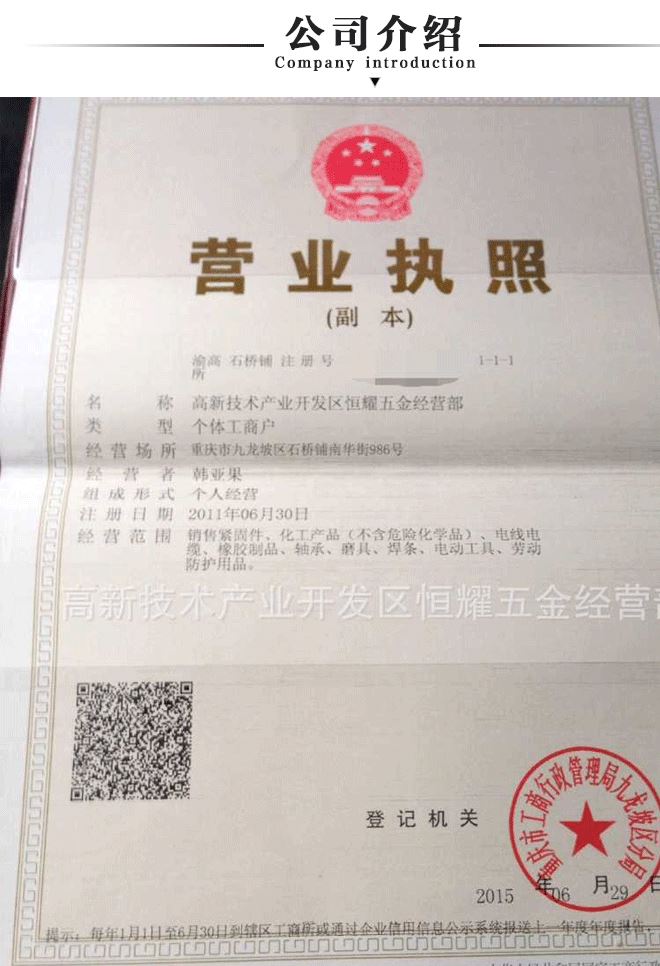 公司介绍
Company introduction
营业执照
(副 本)
渝高 石桥铺 注 册 号 1-1-1
所
名 称 高新技术产业开发区恒耀五金经营部
类 型 个体工商户
经营场所 重庆市九龙坡区石桥铺南华街986号
经 营 者 韩亚果
组成形式 个人经营
注册日期 2011年06月30日
经营范围 销售紧固件、化工产品（不含危险化学品）、电线电
缆、橡胶制品、轴承、磨具、焊条、电动工具、劳动
防护用品。
高新技术产业开发区恒耀五金经营部
重庆市工商行政管理局九龙坡区分局
登 记 机 关
2015 年 06 月 29 日
提示：每年1月1日至6月30日到辖区工商所或通过企业信用信息公示系统报送上一年度年度报告，